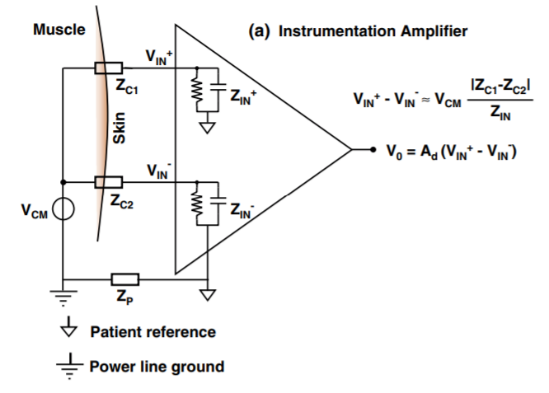 Muscle
(a) Instrumentation Amplifier
V_IN^+
Z_C1
Z_IN^+
V_IN^+ - V_IN^- ≈ V_CM |Z_C1-Z_C2| / Z_IN
Skin
V_0 = A_d (V_IN^+ - V_IN^-)
V_IN^-
Z_C2
Z_IN^-
V_CM
Z_P
Patient reference
Power line ground